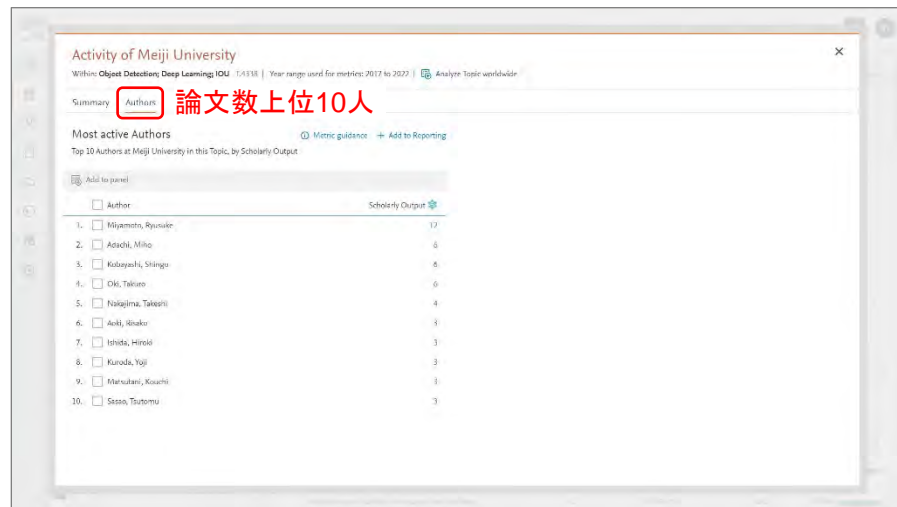 Activity of Meiji University
Within: Object Detection; Deep Learning; IOU T.4338 | Year range used for metrics: 2017 to 2022 | Analyze Topic worldwide
Summary Authors 論文数上位10人
Most active Authors Metric guidance + Add to Reporting
Top 10 Authors at Meiji University in this Topic, by Scholarly Output
Add to panel
Author Scholarly Output
1. Miyamoto, Ryusuke 12
2. Adachi, Miho 6
3. Kobayashi, Shingo 6
4. Oki, Takuro 6
5. Nakajima, Takeshi 4
6. Aoki, Risako 3
7. Ishida, Hiroki 3
8. Kuroda, Yoji 3
9. Matsutani, Kouchi 3
10. Sasao, Tsutomu 3